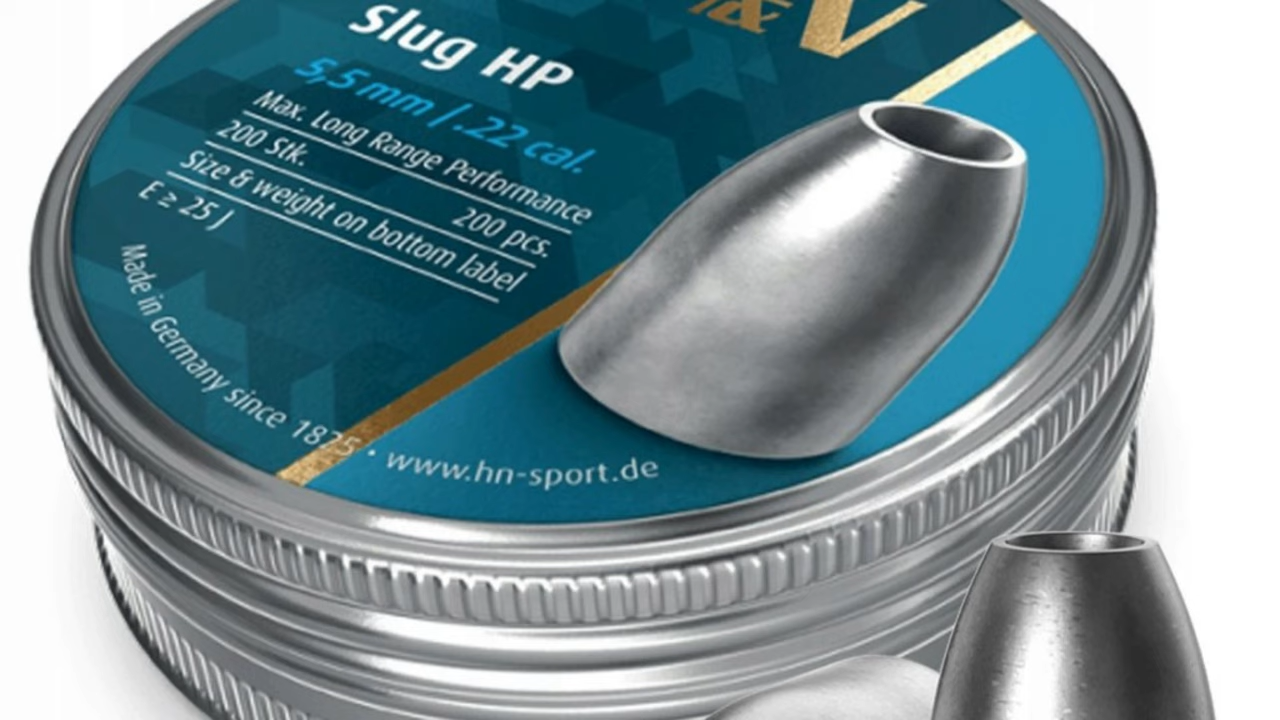 &N
Slug HP
5,5 mm | .22 cal.
Max. Long Range Performance
200 Stk. 200 pcs.
Size & weight on bottom label
E ≥ 25 J
Made in Germany since 1825 • www.hn-sport.de